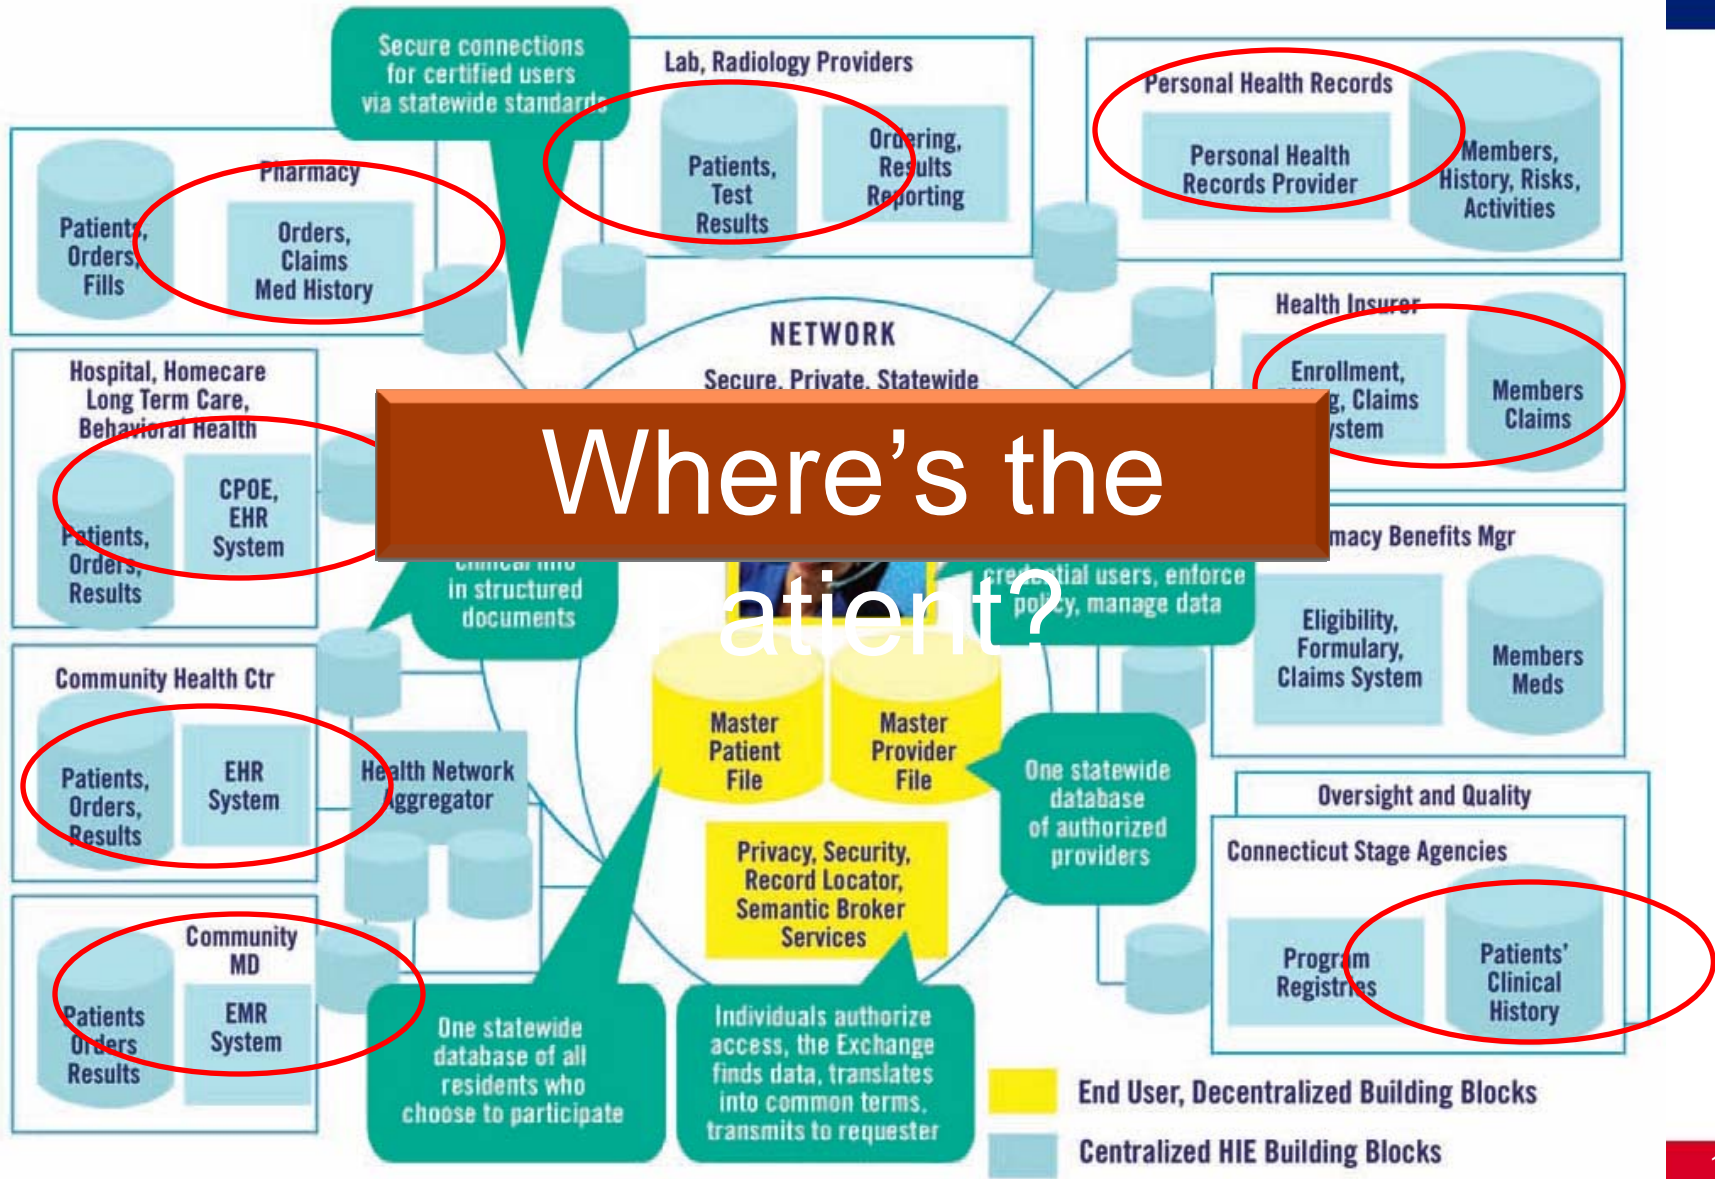 Secure connections
for certified users
via statewide standards
Lab, Radiology Providers
Patients,
Test
Results
Ordering,
Results
Reporting
Personal Health Records
Personal Health
Records Provider
Members,
History, Risks,
Activities
Pharmacy
Patients,
Orders,
Fills
Orders,
Claims
Med History
NETWORK
Secure, Private, Statewide
Health Insurer
Enrollment,
Claims
Members
Claims
Hospital, Homecare
Long Term Care,
Behavioral Health
Patients,
Orders,
Results
CPOE,
EHR
System
Where’s the
Patient?
clinical info
in structured
documents
credential users, enforce
policy, manage data
Benefits Mgr
Eligibility,
Formulary,
Claims System
Members
Meds
Community Health Ctr
Patients,
Orders,
Results
EHR
System
Health Network
Aggregator
Master
Patient
File
Master
Provider
File
One statewide
database
of authorized
providers
Privacy, Security,
Record Locator,
Semantic Broker
Services
Oversight and Quality
Connecticut Stage Agencies
Program
Registries
Patients’
Clinical
History
Community
MD
Patients
Orders
Results
EMR
System
One statewide
database of all
residents who
choose to participate
Individuals authorize
access, the Exchange
finds data, translates
into common terms,
transmits to requester
End User, Decentralized Building Blocks
Centralized HIE Building Blocks